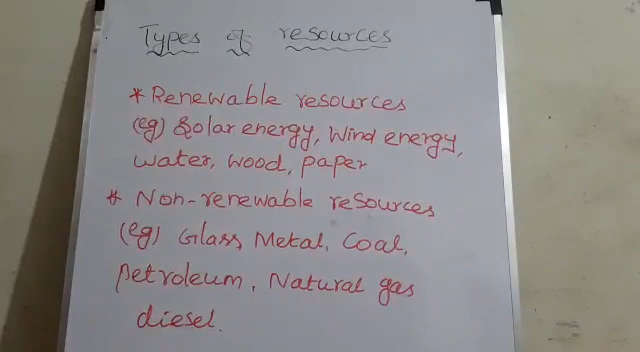 Types of resources
* Renewable resources
(eg) Solar energy, Wind energy,
water, wood, paper
* Non-renewable resources
(eg) Glass Metal, Coal,
petroleum, Natural gas
diesel.